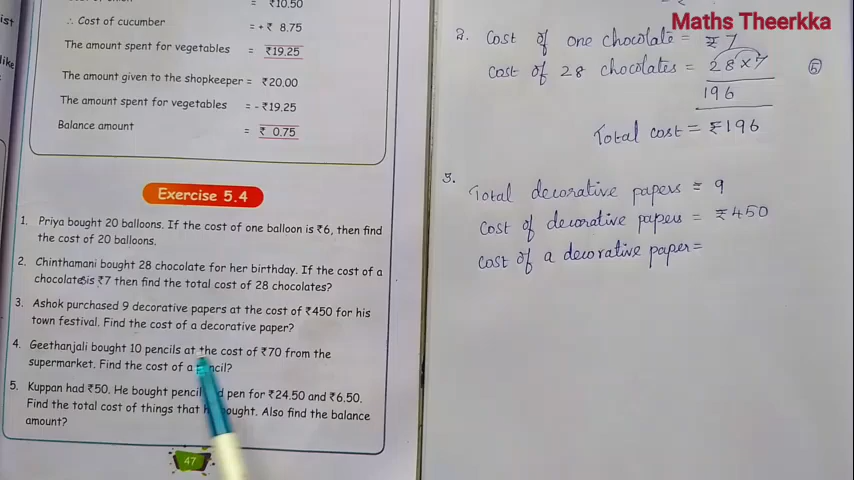 ₹10.50
ist
∴ Cost of cucumber = + ₹ 8.75
The amount spent for vegetables = ₹19.25
like
The amount given to the shopkeeper = ₹20.00
The amount spent for vegetables = - ₹19.25
Balance amount = ₹ 0.75
Exercise 5.4
1. Priya bought 20 balloons. If the cost of one balloon is ₹6, then find
the cost of 20 balloons.
2. Chinthamani bought 28 chocolate for her birthday. If the cost of a
chocolate is ₹7 then find the total cost of 28 chocolates?
3. Ashok purchased 9 decorative papers at the cost of ₹450 for his
town festival. Find the cost of a decorative paper?
4. Geethanjali bought 10 pencils at the cost of ₹70 from the
supermarket. Find the cost of a pencil?
5. Kuppan had ₹50. He bought pencil and pen for ₹24.50 and ₹6.50.
Find the total cost of things that he bought. Also find the balance
amount?
47
Maths Theerkka
2. Cost of one chocolate = ₹ 7
Cost of 28 chocolates = 28 × 7
5
196
Total cost = ₹196
3. Total decorative papers = 9
Cost of decorative papers = ₹450
Cost of a decorative paper =